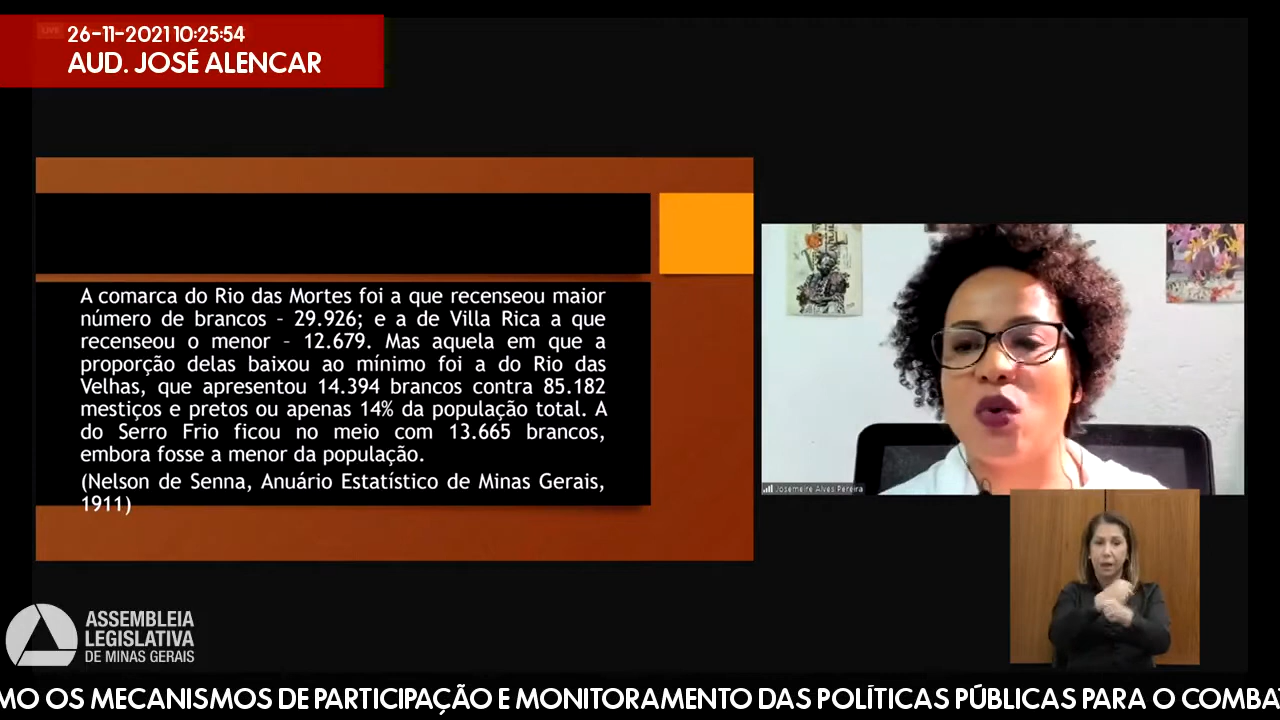 LIVE
26-11-2021 10:25:54
AUD. JOSÉ ALENCAR
A comarca do Rio das Mortes foi a que recenseou maior
número de brancos – 29.926; e a de Villa Rica a que
recenseou o menor – 12.679. Mas aquela em que a
proporção delas baixou ao mínimo foi a do Rio das
Velhas, que apresentou 14.394 brancos contra 85.182
mestiços e pretos ou apenas 14% da população total. A
do Serro Frio ficou no meio com 13.665 brancos,
embora fosse a menor da população.
(Nelson de Senna, Anuário Estatístico de Minas Gerais,
1911)
Josemeire Alves Pereira
ASSEMBLEIA
LEGISLATIVA
DE MINAS GERAIS
MO OS MECANISMOS DE PARTICIPAÇÃO E MONITORAMENTO DAS POLÍTICAS PÚBLICAS PARA O COMBA